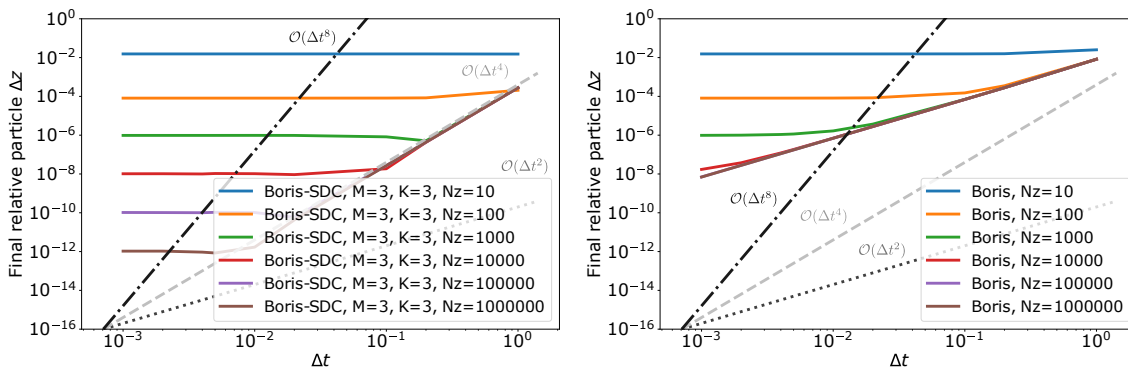 10^0
10^-2
10^-4
10^-6
10^-8
10^-10
10^-12
10^-14
10^-16
Final relative particle Δz
O(Δt^8)
O(Δt^4)
O(Δt^2)
Boris-SDC, M=3, K=3, Nz=10
Boris-SDC, M=3, K=3, Nz=100
Boris-SDC, M=3, K=3, Nz=1000
Boris-SDC, M=3, K=3, Nz=10000
Boris-SDC, M=3, K=3, Nz=100000
Boris-SDC, M=3, K=3, Nz=1000000
10^-3
10^-2
10^-1
10^0
Δt
10^0
10^-2
10^-4
10^-6
10^-8
10^-10
10^-12
10^-14
10^-16
Final relative particle Δz
O(Δt^8)
O(Δt^4)
O(Δt^2)
Boris, Nz=10
Boris, Nz=100
Boris, Nz=1000
Boris, Nz=10000
Boris, Nz=100000
Boris, Nz=1000000
10^-3
10^-2
10^-1
10^0
Δt